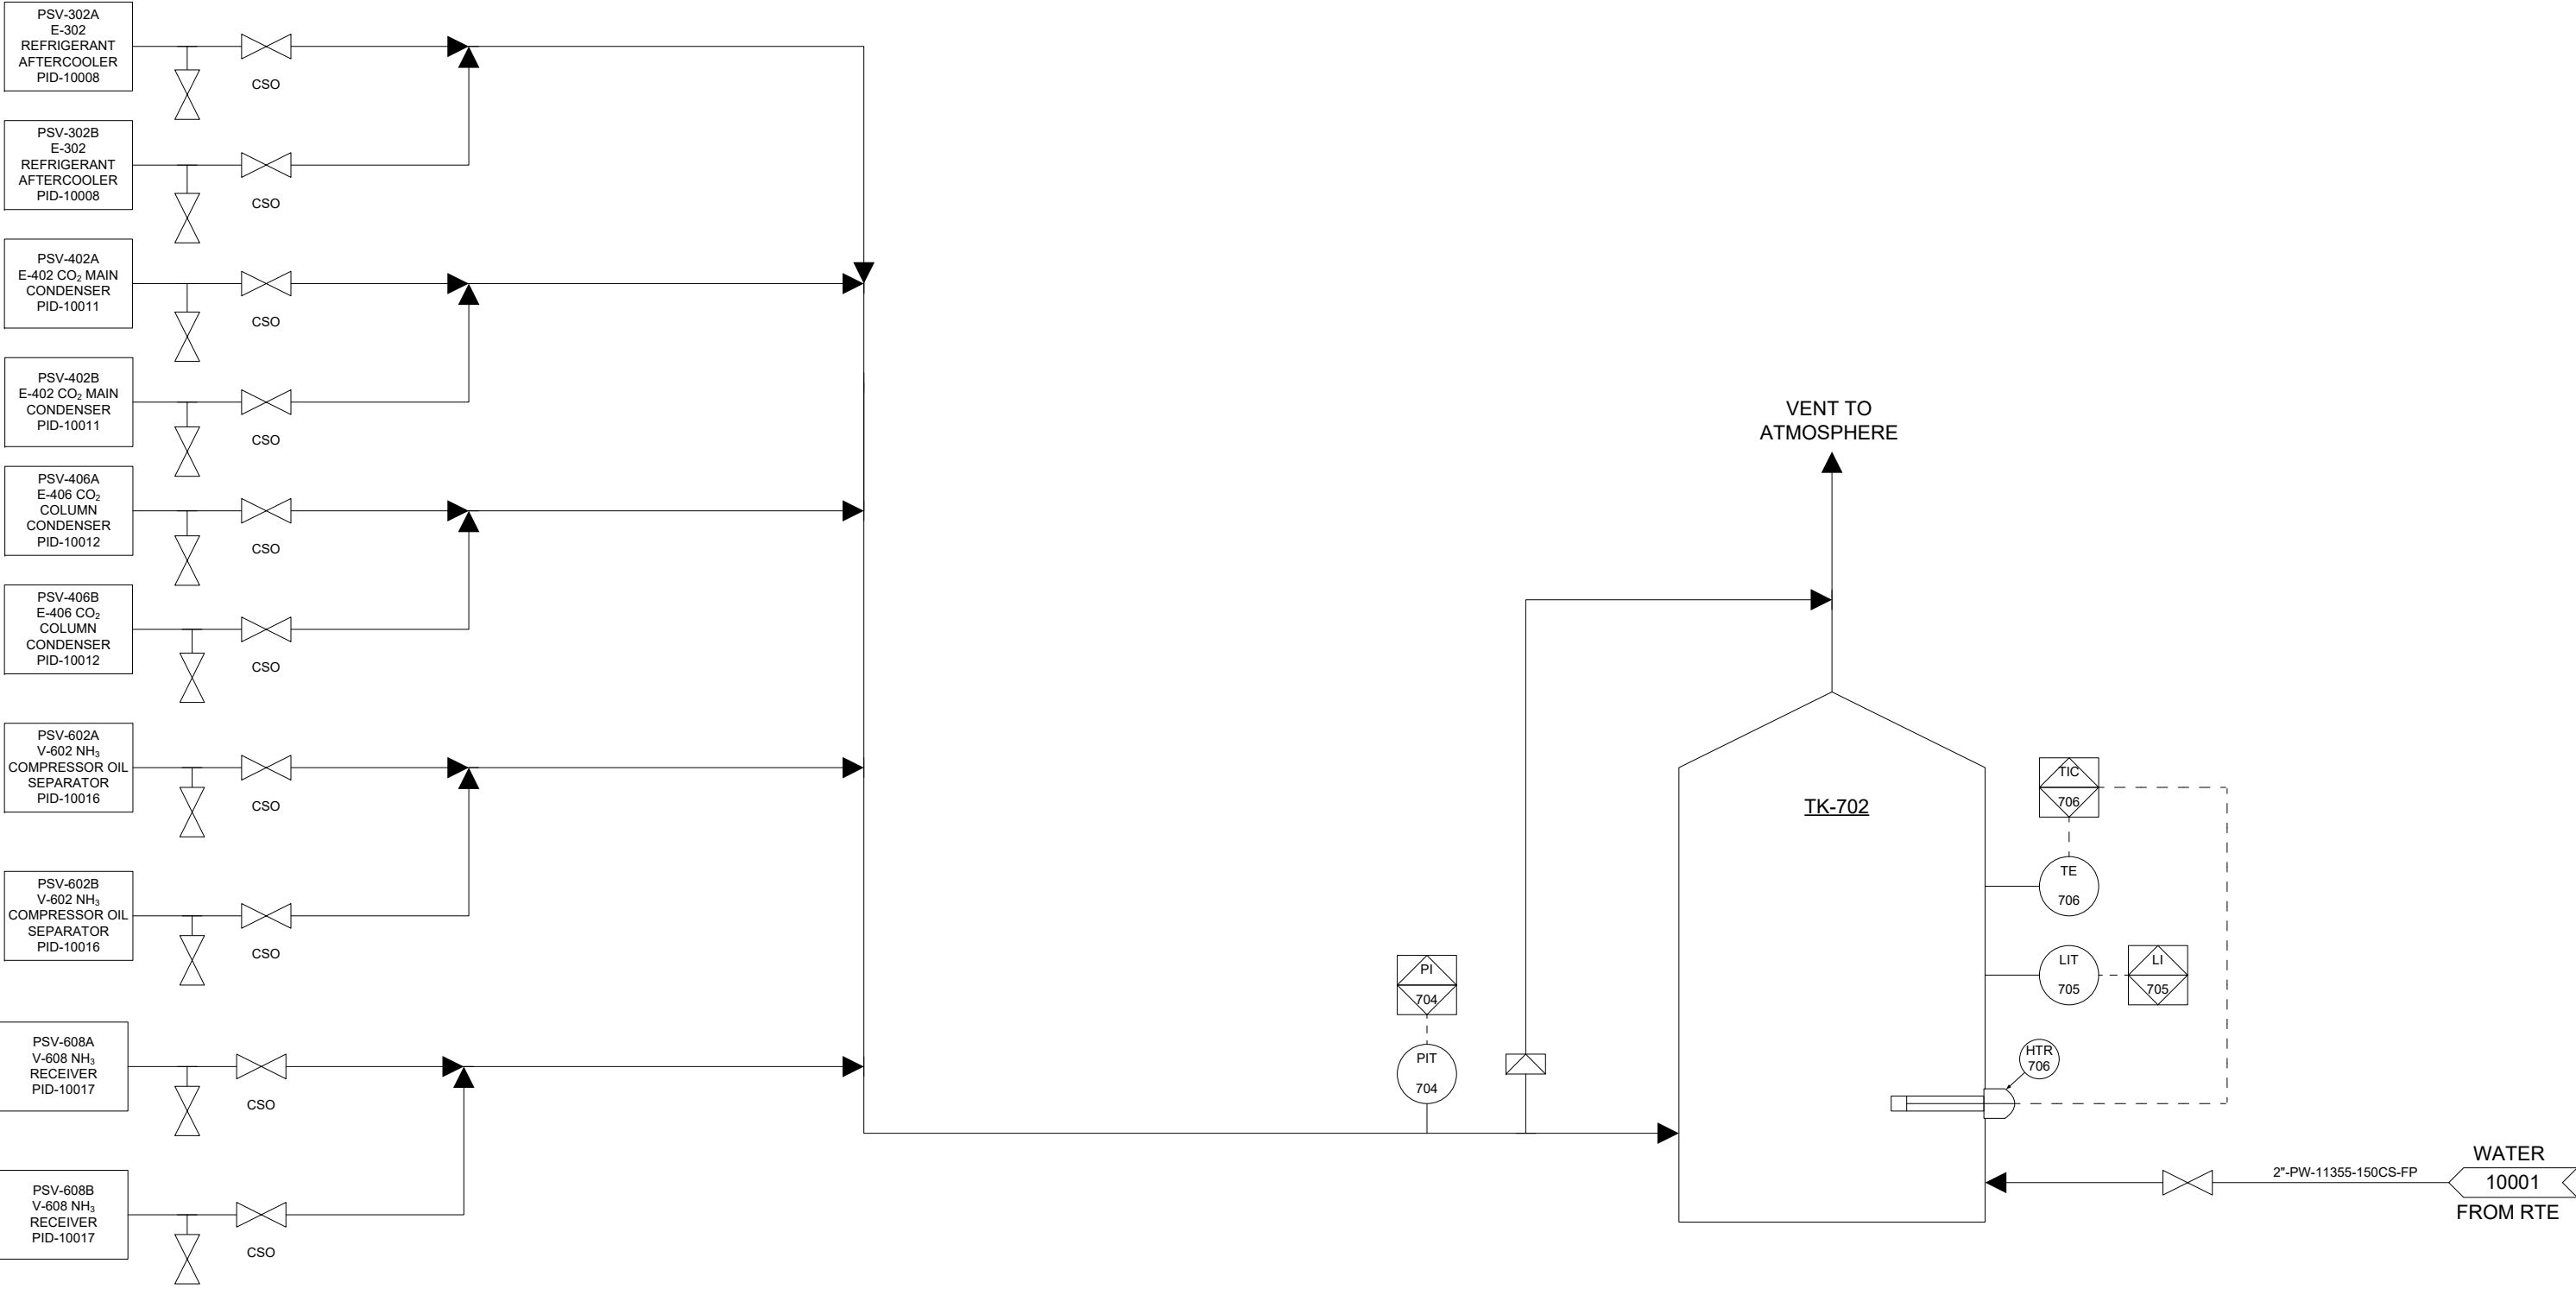 PSV-302A
E-302
REFRIGERANT
AFTERCOOLER
PID-10008
CSO
PSV-302B
E-302
REFRIGERANT
AFTERCOOLER
PID-10008
CSO
PSV-402A
E-402 CO₂ MAIN
CONDENSER
PID-10011
CSO
PSV-402B
E-402 CO₂ MAIN
CONDENSER
PID-10011
CSO
PSV-406A
E-406 CO₂
COLUMN
CONDENSER
PID-10012
CSO
PSV-406B
E-406 CO₂
COLUMN
CONDENSER
PID-10012
CSO
PSV-602A
V-602 NH₃
COMPRESSOR OIL
SEPARATOR
PID-10016
CSO
PSV-602B
V-602 NH₃
COMPRESSOR OIL
SEPARATOR
PID-10016
CSO
PSV-608A
V-608 NH₃
RECEIVER
PID-10017
CSO
PSV-608B
V-608 NH₃
RECEIVER
PID-10017
CSO
VENT TO
ATMOSPHERE
TK-702
TIC
706
TE
706
LIT
705
LI
705
PI
704
PIT
704
HTR
706
2"-PW-11355-150CS-FP
WATER
10001
FROM RTE